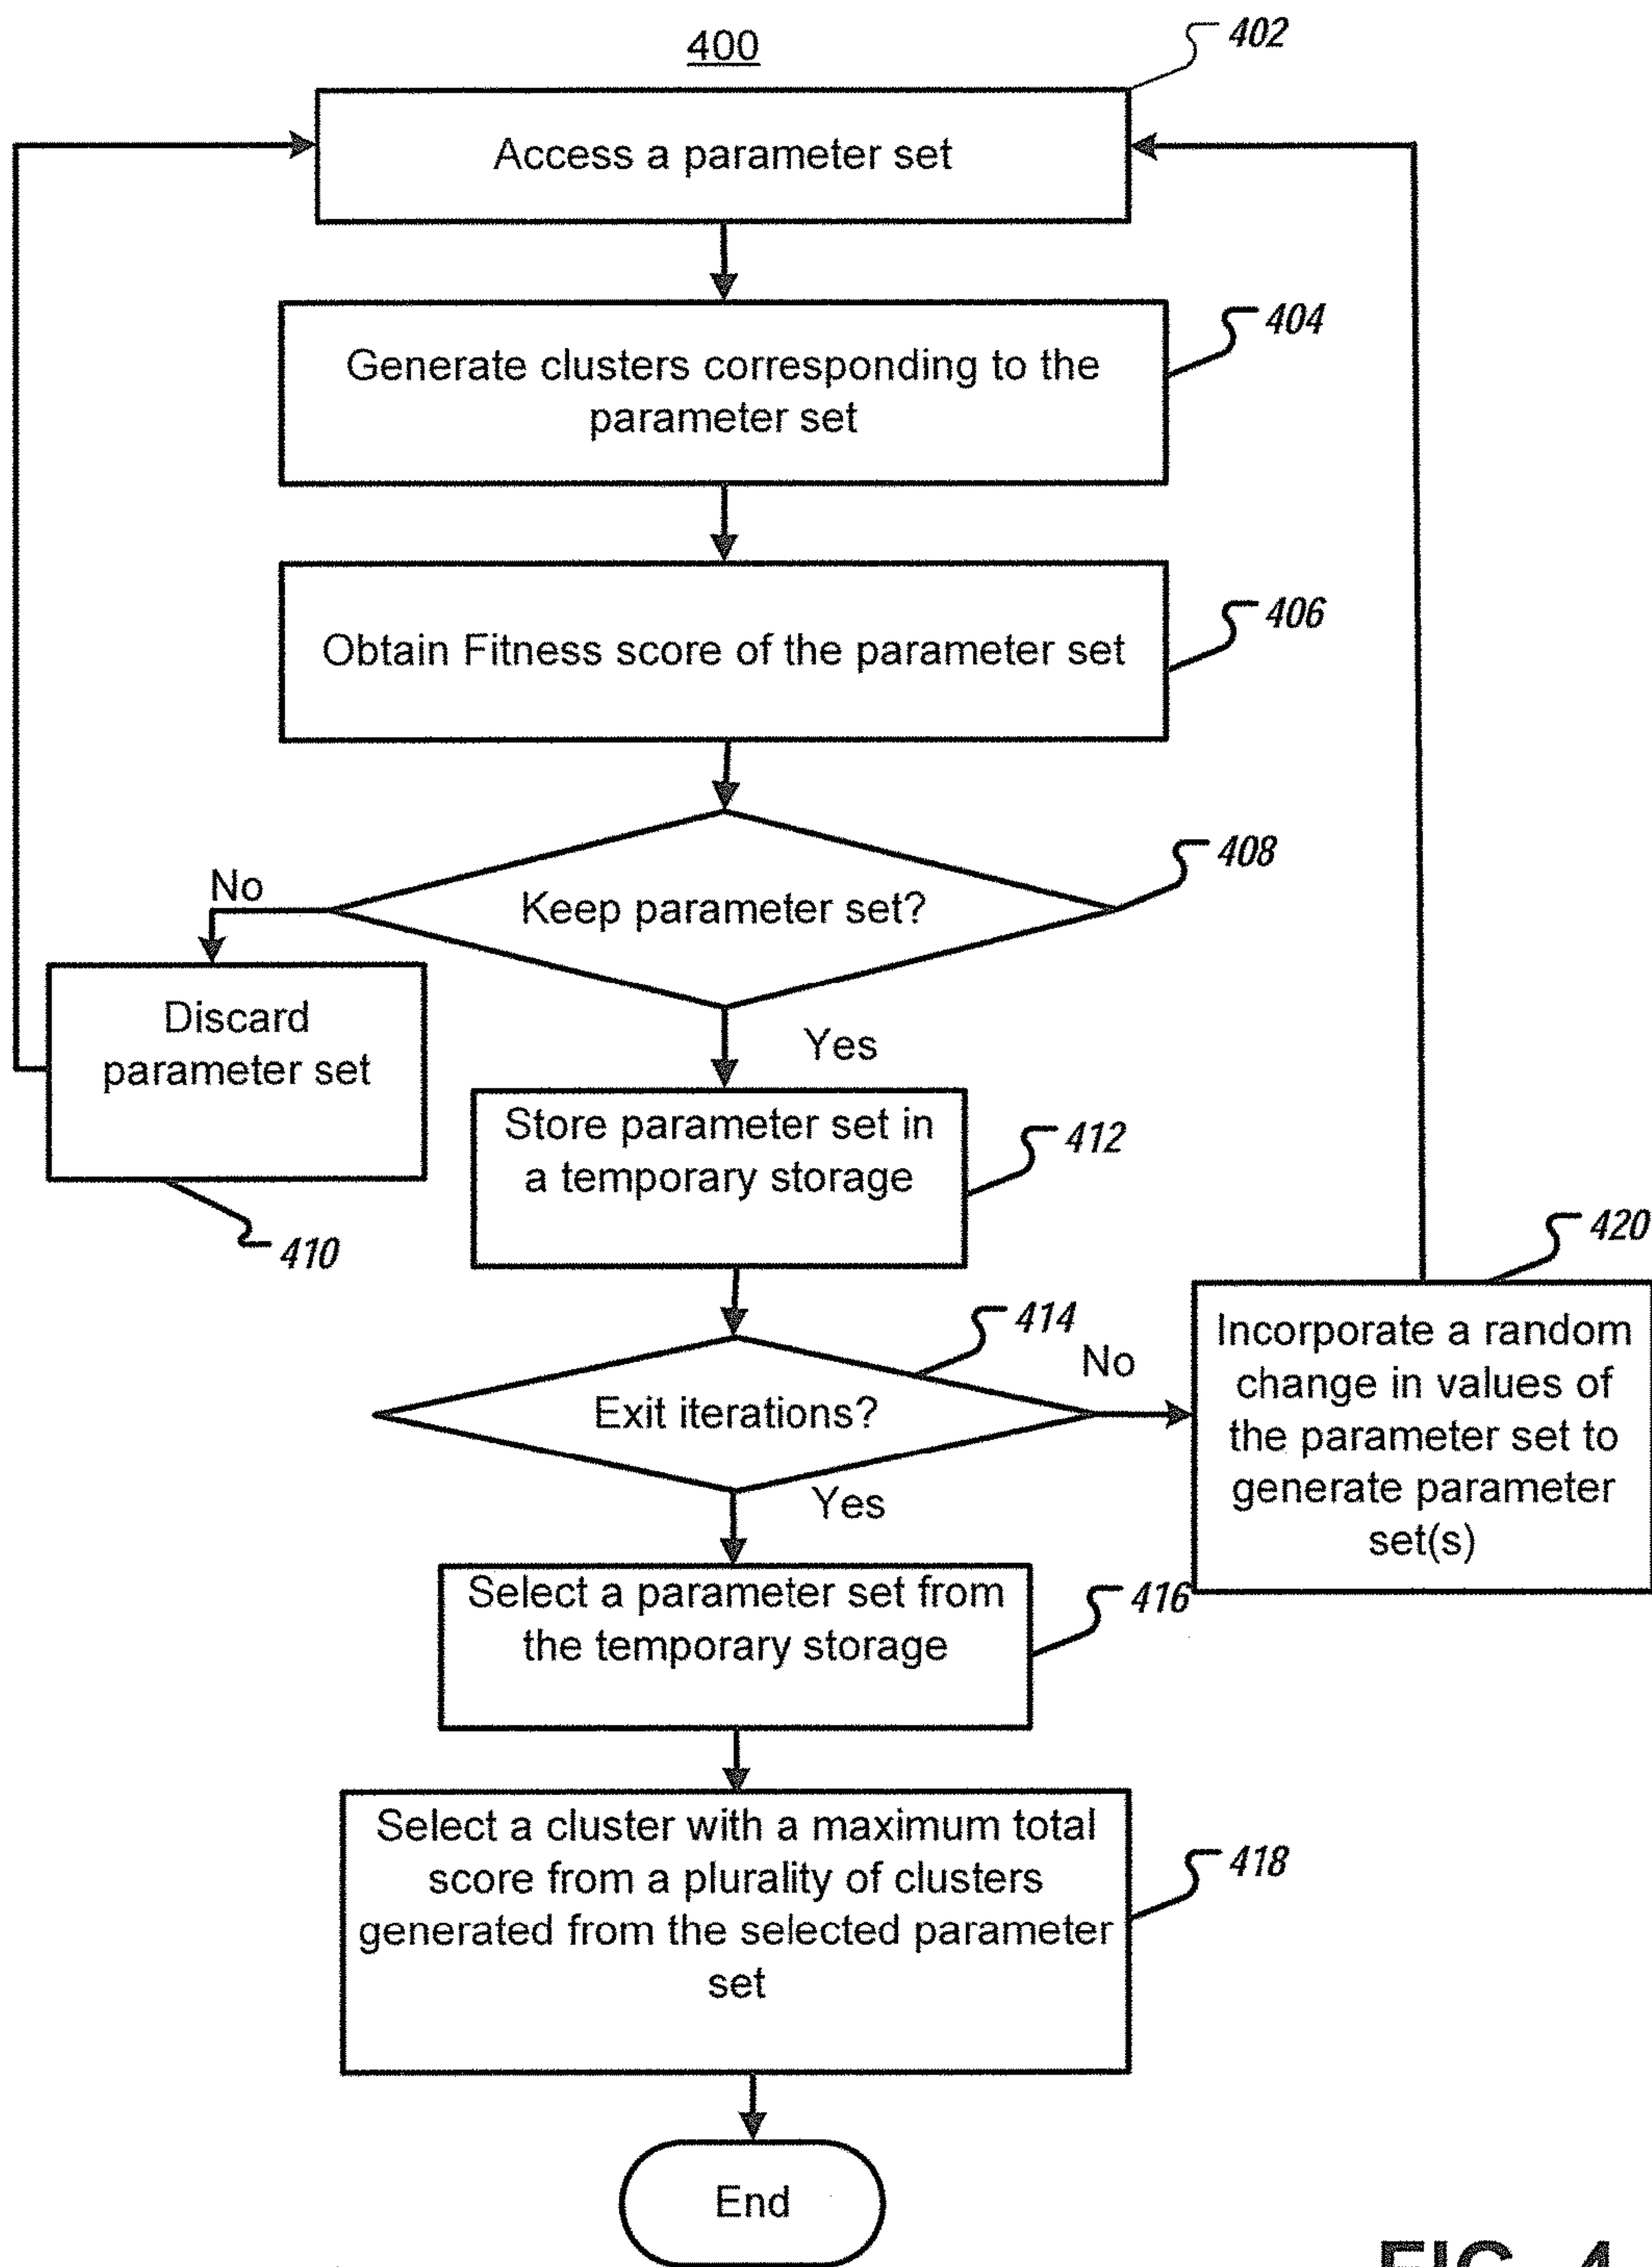 400
402
Access a parameter set
404
Generate clusters corresponding to the
parameter set
406
Obtain Fitness score of the parameter set
408
Keep parameter set?
No
Discard
parameter set
410
Yes
Store parameter set in
a temporary storage
412
414
Exit iterations?
No
420
Incorporate a random
change in values of
the parameter set to
generate parameter
set(s)
Yes
Select a parameter set from
the temporary storage
416
Select a cluster with a maximum total
score from a plurality of clusters
generated from the selected parameter
set
418
End
FIG. 4